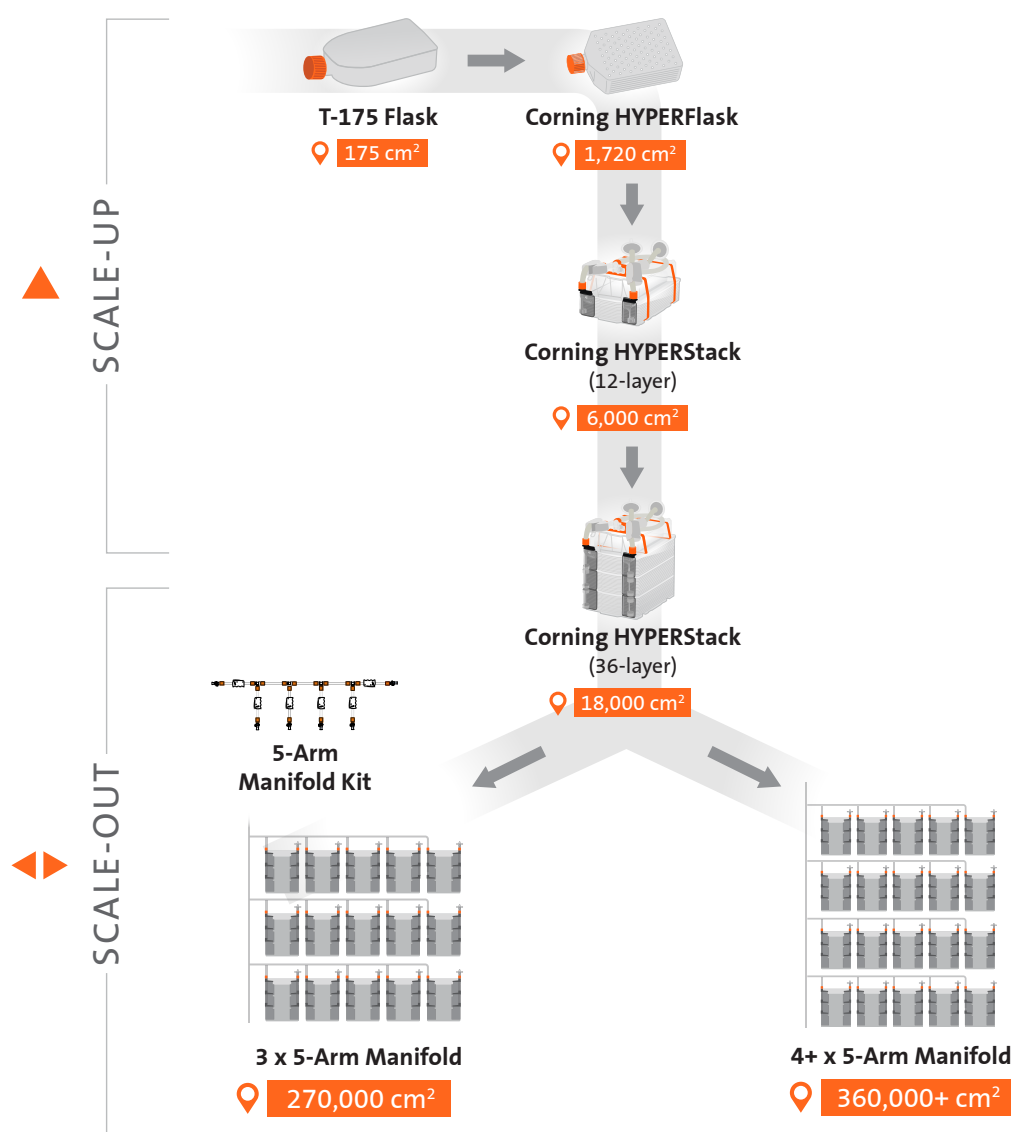 SCALE-UP
T-175 Flask
175 cm²
Corning HYPERFlask
1,720 cm²
Corning HYPERStack
(12-layer)
6,000 cm²
Corning HYPERStack
(36-layer)
18,000 cm²
SCALE-OUT
5-Arm
Manifold Kit
3 x 5-Arm Manifold
270,000 cm²
4+ x 5-Arm Manifold
360,000+ cm²